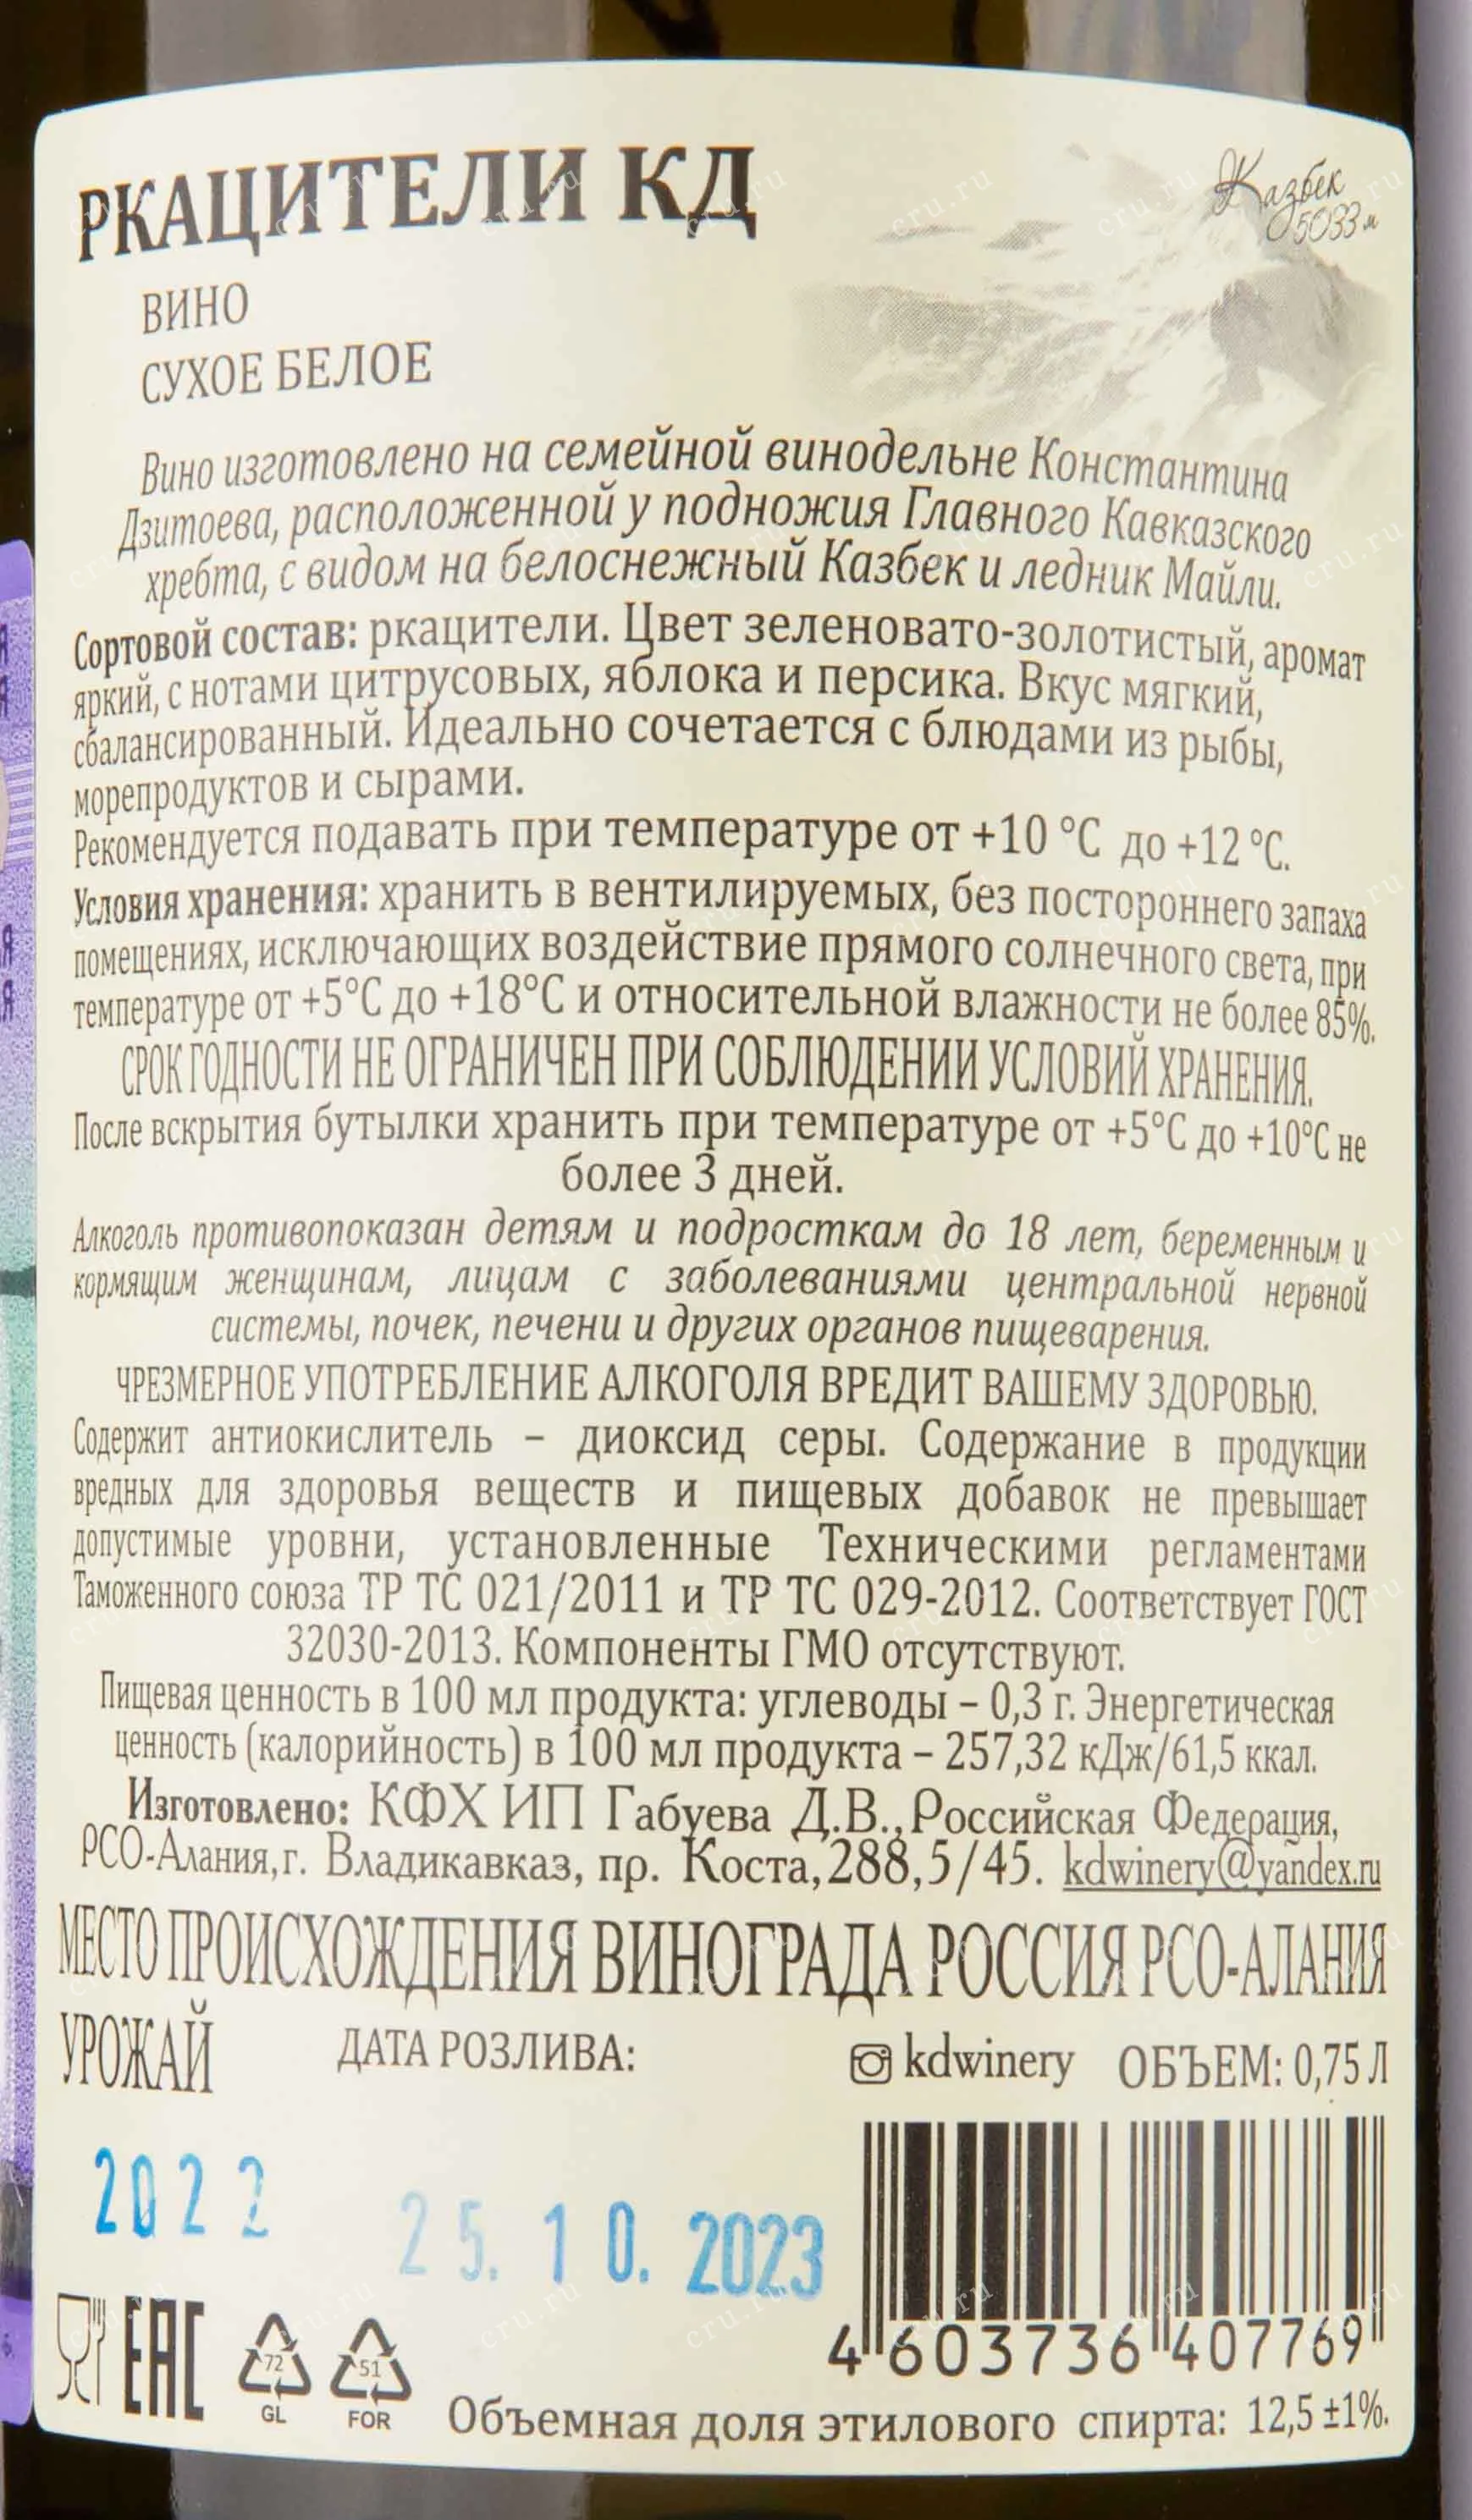 РКАЦИТЕЛИ КД
Казбек
5033 м
ВИНО
СУХОЕ БЕЛОЕ
Вино изготовлено на семейной винодельне Константина
Дзитоева, расположенной у подножия Главного Кавказского
хребта, с видом на белоснежный Казбек и ледник Майли.
Сортовой состав: ркацители. Цвет зеленовато-золотистый, аромат
яркий, с нотами цитрусовых, яблока и персика. Вкус мягкий,
сбалансированный. Идеально сочетается с блюдами из рыбы,
морепродуктов и сырами.
Рекомендуется подавать при температуре от +10 °С до +12 °С.
Условия хранения: хранить в вентилируемых, без постороннего запаха
помещениях, исключающих воздействие прямого солнечного света, при
температуре от +5°С до +18°С и относительной влажности не более 85%.
СРОК ГОДНОСТИ НЕ ОГРАНИЧЕН ПРИ СОБЛЮДЕНИИ УСЛОВИЙ ХРАНЕНИЯ.
После вскрытия бутылки хранить при температуре от +5°С до +10°С не
более 3 дней.
Алкоголь противопоказан детям и подросткам до 18 лет, беременным и
кормящим женщинам, лицам с заболеваниями центральной нервной
системы, почек, печени и других органов пищеварения.
ЧРЕЗМЕРНОЕ УПОТРЕБЛЕНИЕ АЛКОГОЛЯ ВРЕДИТ ВАШЕМУ ЗДОРОВЬЮ.
Содержит антиокислитель – диоксид серы. Содержание в продукции
вредных для здоровья веществ и пищевых добавок не превышает
допустимые уровни, установленные Техническими регламентами
Таможенного союза ТР ТС 021/2011 и ТР ТС 029-2012. Соответствует ГОСТ
32030-2013. Компоненты ГМО отсутствуют.
Пищевая ценность в 100 мл продукта: углеводы – 0,3 г. Энергетическая
ценность (калорийность) в 100 мл продукта – 257,32 кДж/61,5 ккал.
Изготовлено: КФХ ИП Габуева Д.В., Российская Федерация,
РСО-Алания, г. Владикавказ, пр. Коста, 288, 5/45. kdwinery@yandex.ru
МЕСТО ПРОИСХОЖДЕНИЯ ВИНОГРАДА РОССИЯ РСО-АЛАНИЯ
УРОЖАЙ ДАТА РОЗЛИВА: kdwinery ОБЪЕМ: 0,75 Л
2022 25.10.2023
4 603736 407769
EAC 72 GL 51 FOR
Объемная доля этилового спирта: 12,5 ±1%.
cru.ru